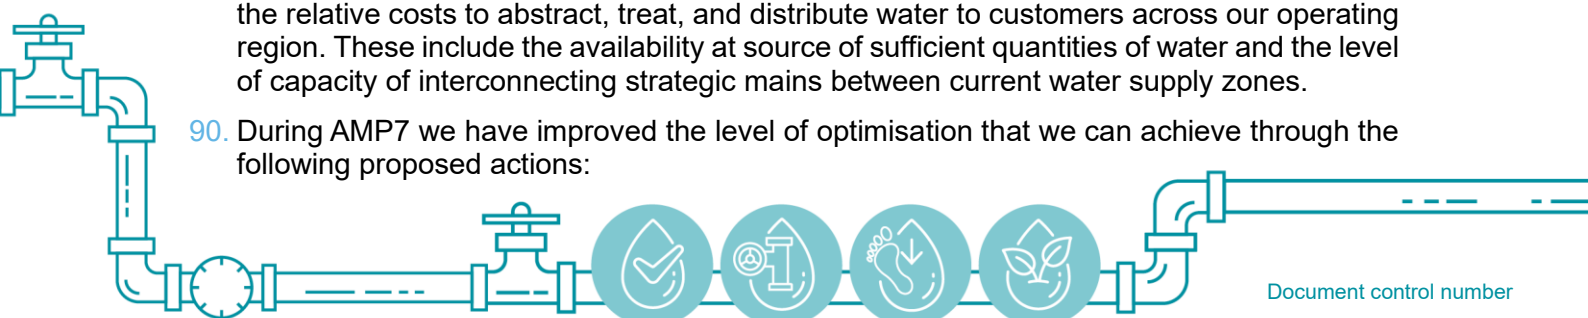 the relative costs to abstract, treat, and distribute water to customers across our operating
region. These include the availability at source of sufficient quantities of water and the level
of capacity of interconnecting strategic mains between current water supply zones.
90. During AMP7 we have improved the level of optimisation that we can achieve through the
following proposed actions:
Document control number